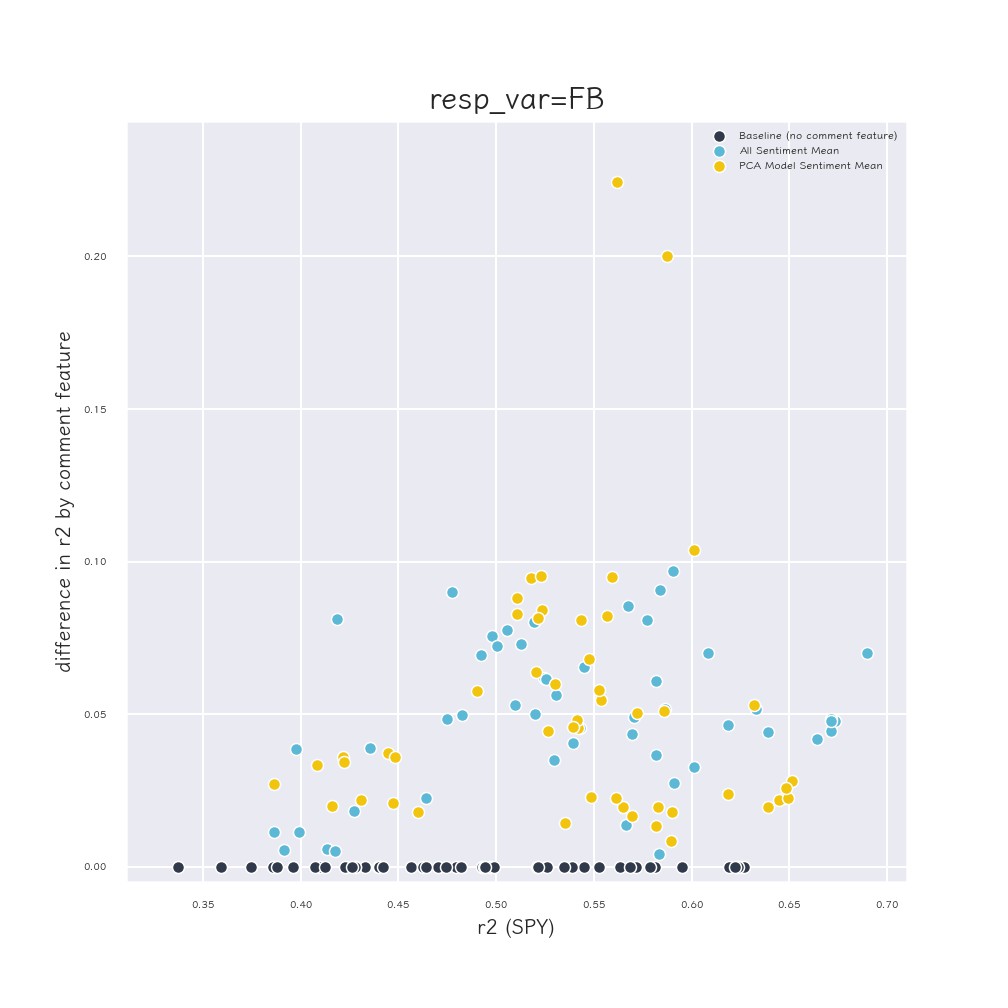 resp_var=FB
Baseline (no comment feature)
All Sentiment Mean
PCA Model Sentiment Mean
difference in r2 by comment feature
0.20
0.15
0.10
0.05
0.00
0.35 0.40 0.45 0.50 0.55 0.60 0.65 0.70
r2 (SPY)